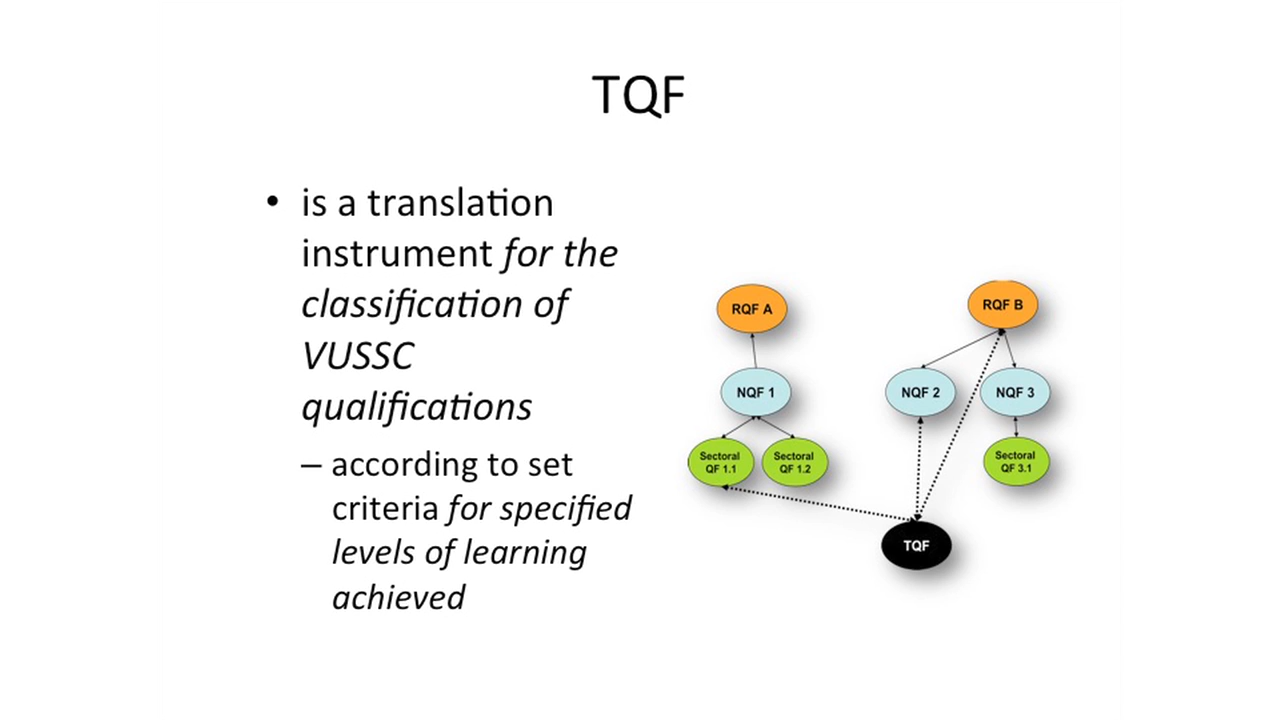 TQF
• is a translation
instrument for the
classification of
VUSSC
qualifications
– according to set
criteria for specified
levels of learning
achieved
RQF A
RQF B
NQF 1
NQF 2
NQF 3
Sectoral
QF 1.1
Sectoral
QF 1.2
Sectoral
QF 3.1
TQF